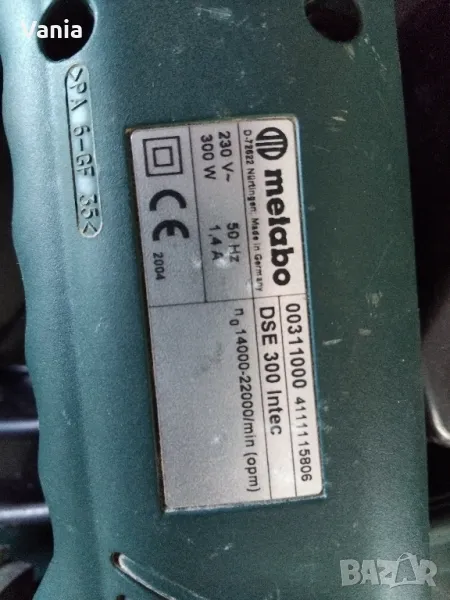 Vania
>PA 6-GF 35<
metabo
D-72622 Nürtingen, Made in Germany
00311000 4111115806
DSE 300 Intec
230 V~ 50 Hz
300 W 1,4 A
n0 14000-22000/min (opm)
CE
2004
BAZAR